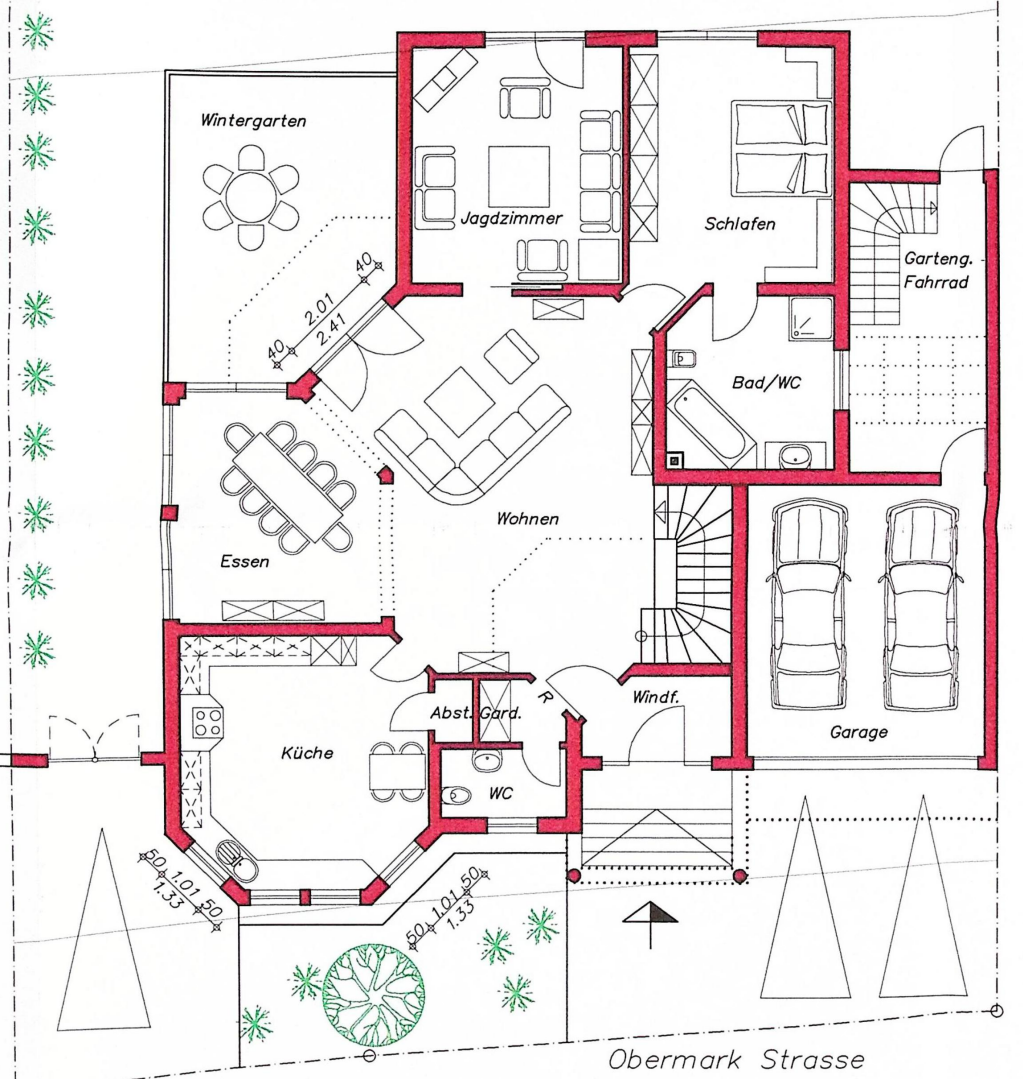 Wintergarten
Jagdzimmer
Schlafen
Garteng.
Fahrrad
40 2.01 40
2.41
Bad/WC
Wohnen
Essen
Abst. Gard.
R
Windf.
Küche
Garage
WC
50 1.01 50
1.33
50 1.01 50
1.33
Obermark Strasse